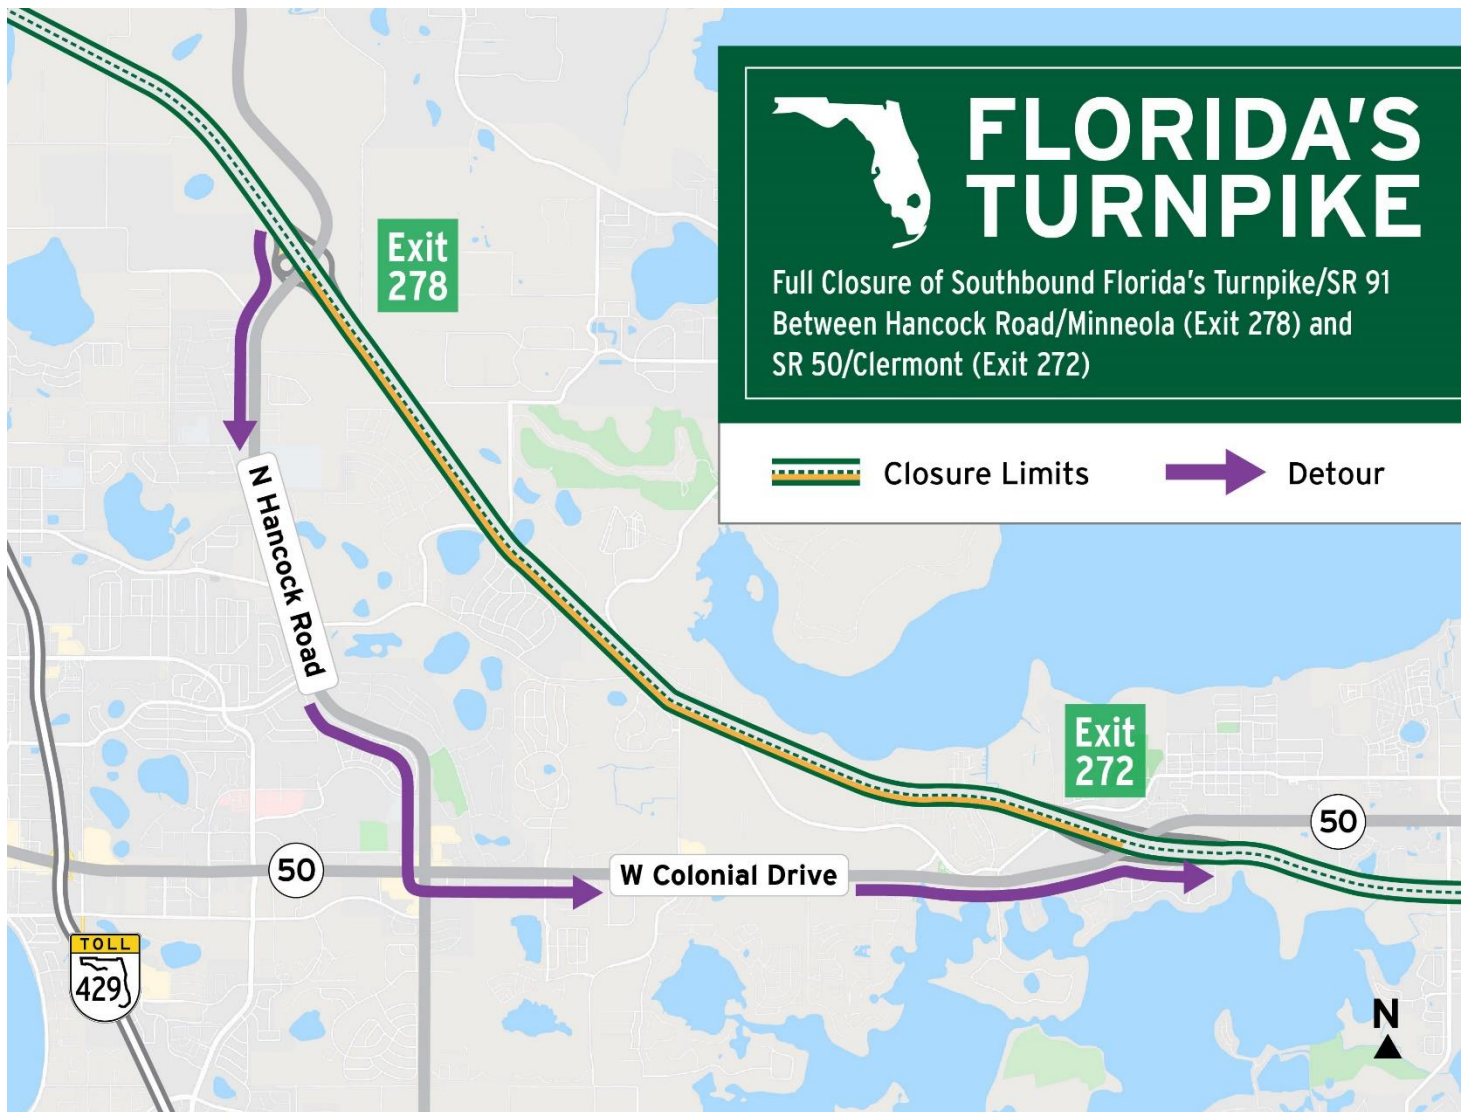 FLORIDA'S
TURNPIKE
Full Closure of Southbound Florida's Turnpike/SR 91
Between Hancock Road/Minneola (Exit 278) and
SR 50/Clermont (Exit 272)
Closure Limits
Detour
Exit
278
N Hancock Road
Exit
272
50
50
W Colonial Drive
TOLL
429
N